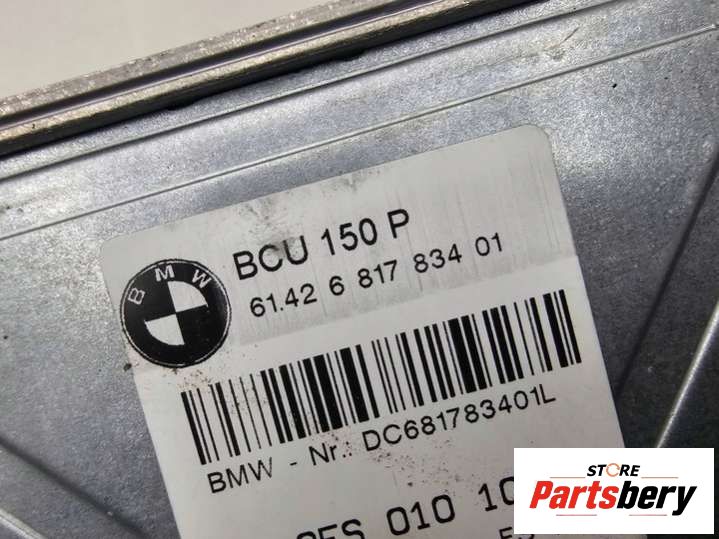 BCU 150 P
BMW
61.42 6 817 834 01
BMW - Nr. DC681783401L
010
STORE
Partsbery